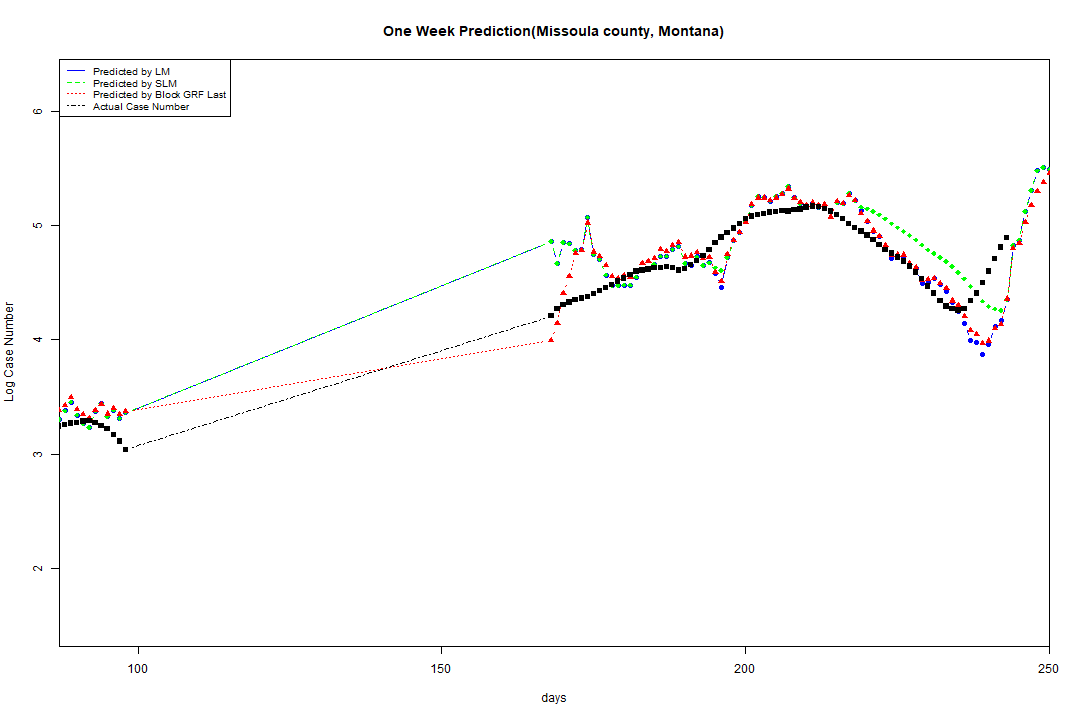 One Week Prediction(Missoula county, Montana)
Predicted by LM
Predicted by SLM
Predicted by Block GRF Last
Actual Case Number
6
5
4
3
2
Log Case Number
100 150 200 250
days